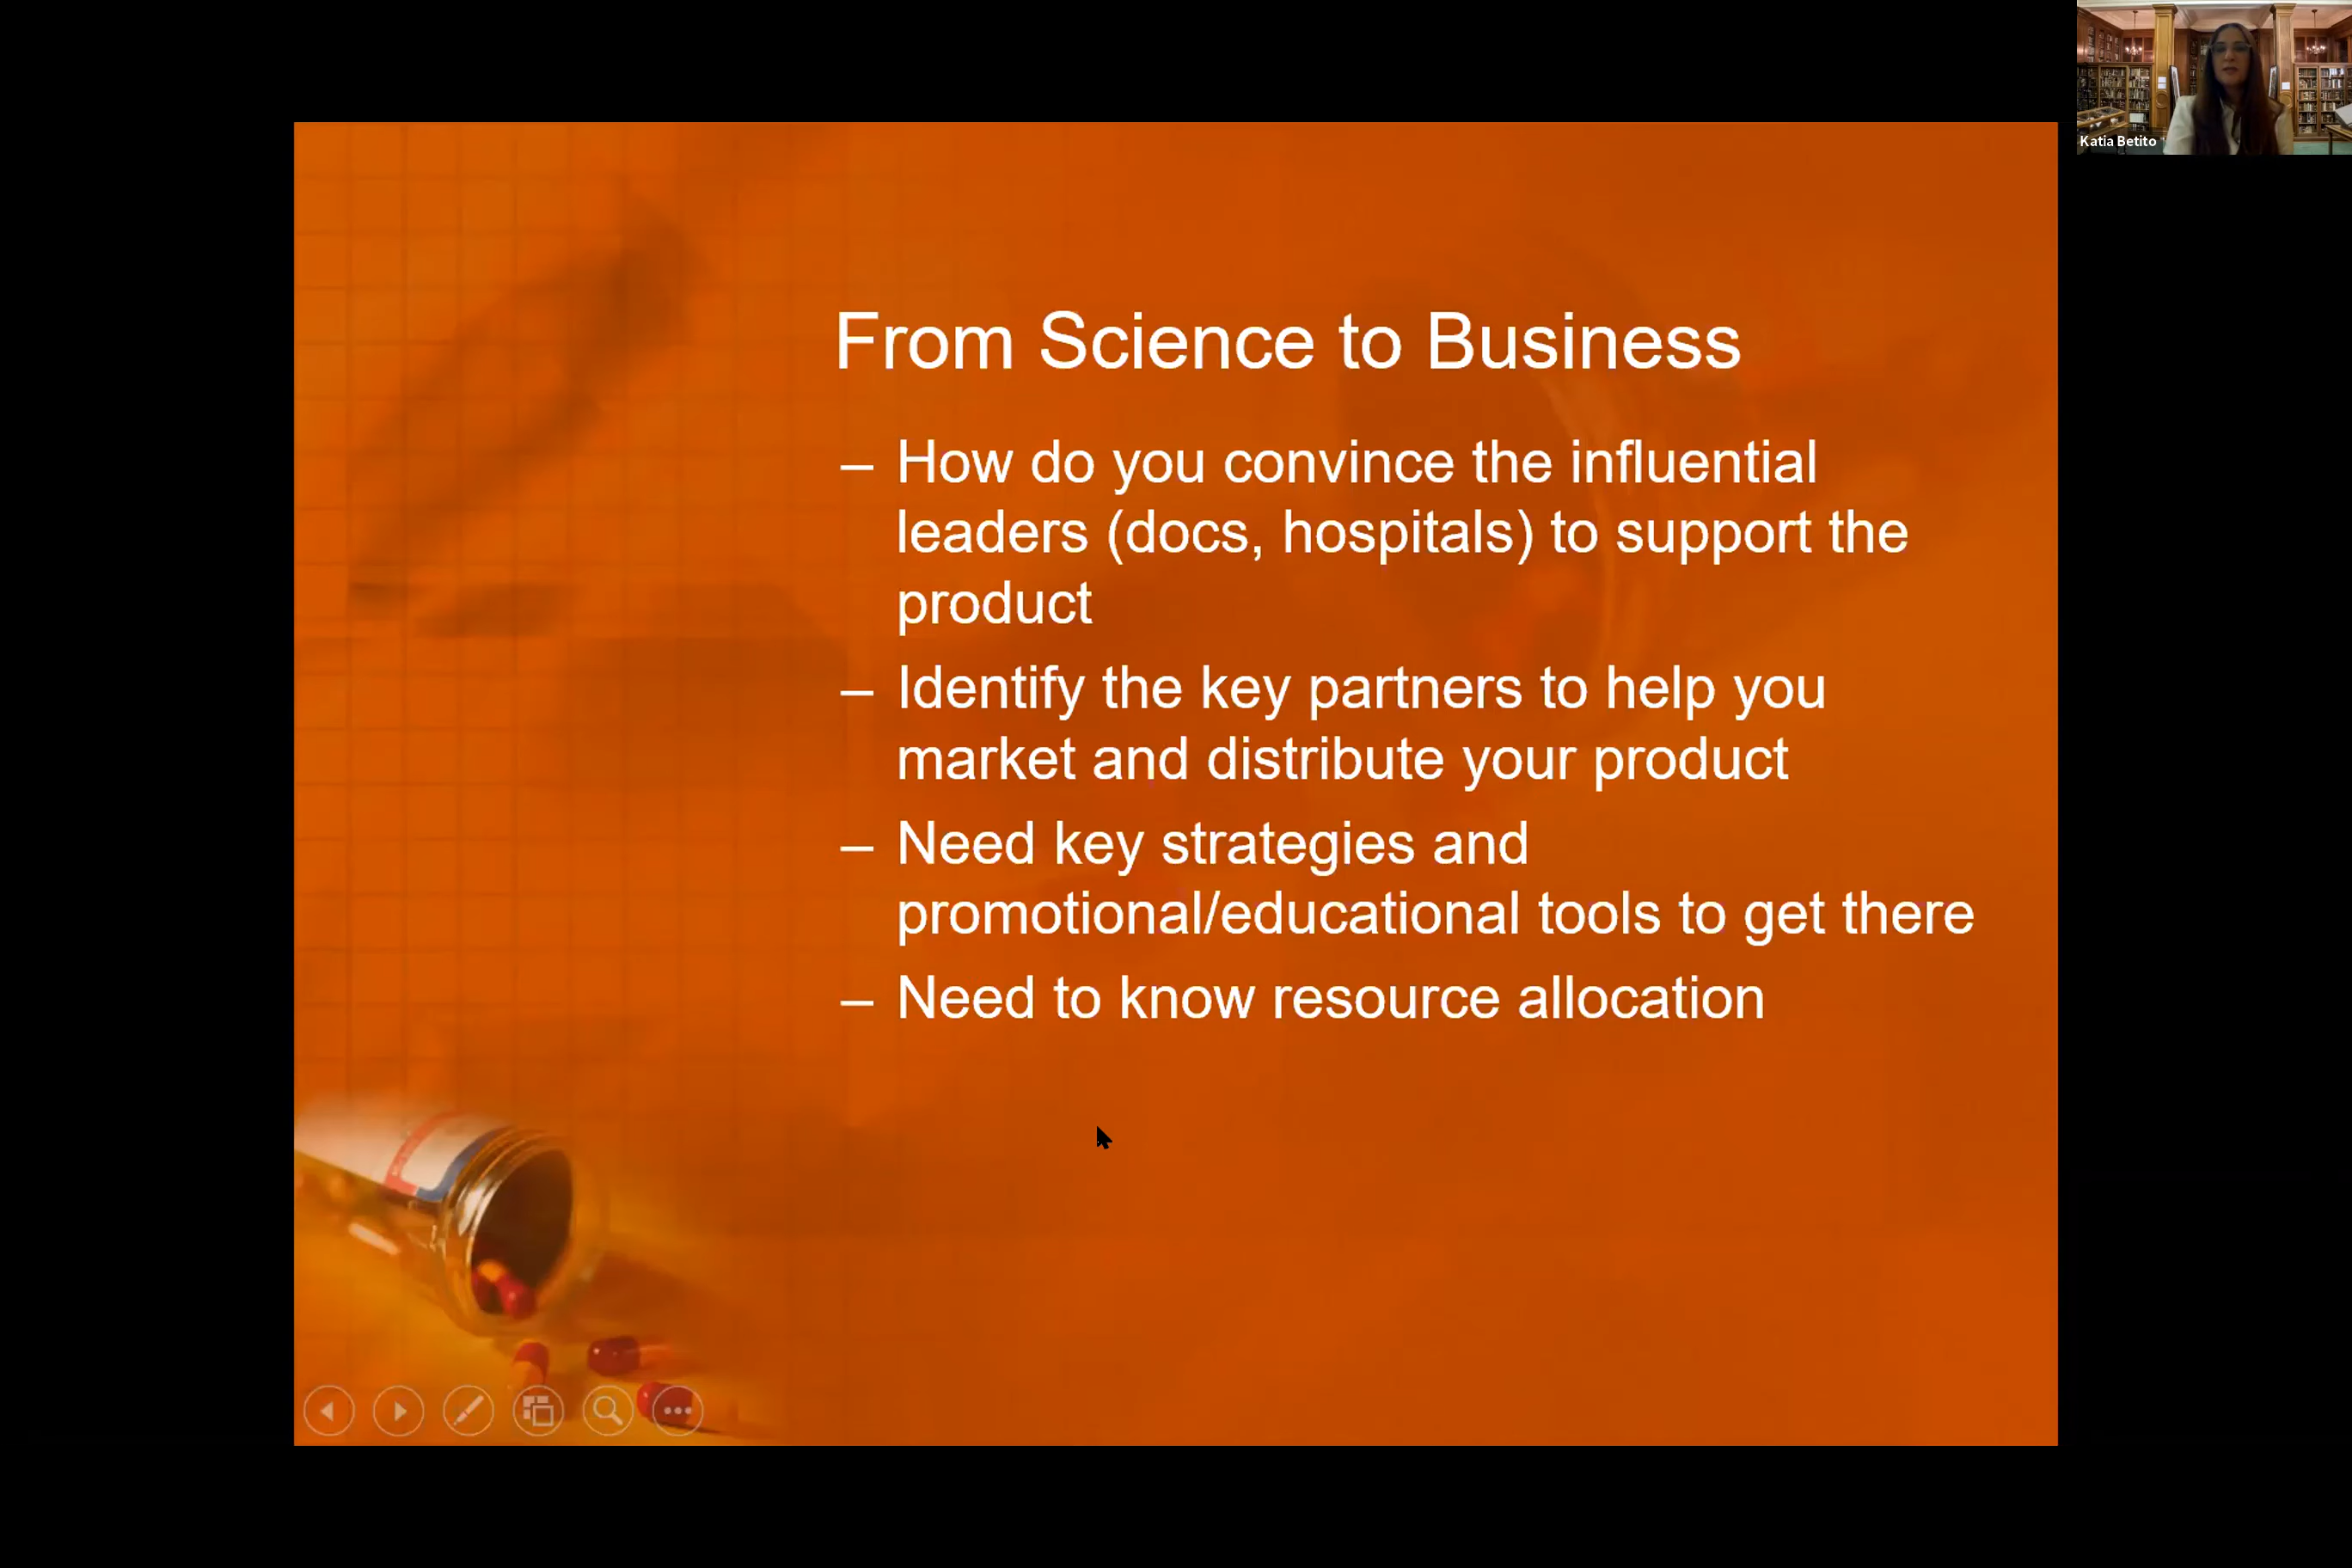 Katia Betito
From Science to Business
– How do you convince the influential
leaders (docs, hospitals) to support the
product
– Identify the key partners to help you
market and distribute your product
– Need key strategies and
promotional/educational tools to get there
– Need to know resource allocation